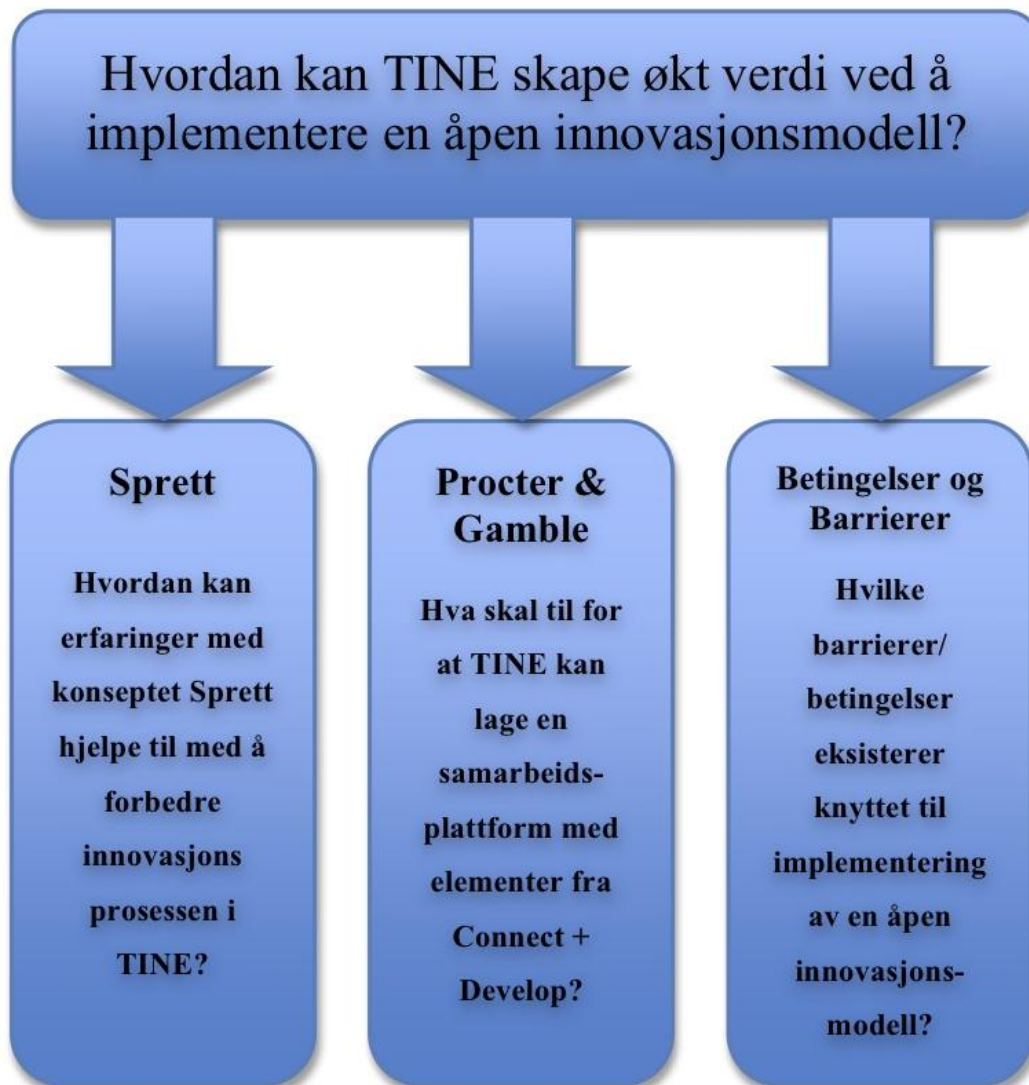 Hvordan kan TINE skape økt verdi ved å
implementere en åpen innovasjonsmodell?
Sprett
Hvordan kan
erfaringer med
konseptet Sprett
hjelpe til med å
forbedre
innovasjons
prosessen i
TINE?
Procter &
Gamble
Hva skal til for
at TINE kan
lage en
samarbeids-
plattform med
elementer fra
Connect +
Develop?
Betingelser og
Barrierer
Hvilke
barrierer/
betingelser
eksisterer
knyttet til
implementering
av en åpen
innovasjons-
modell?